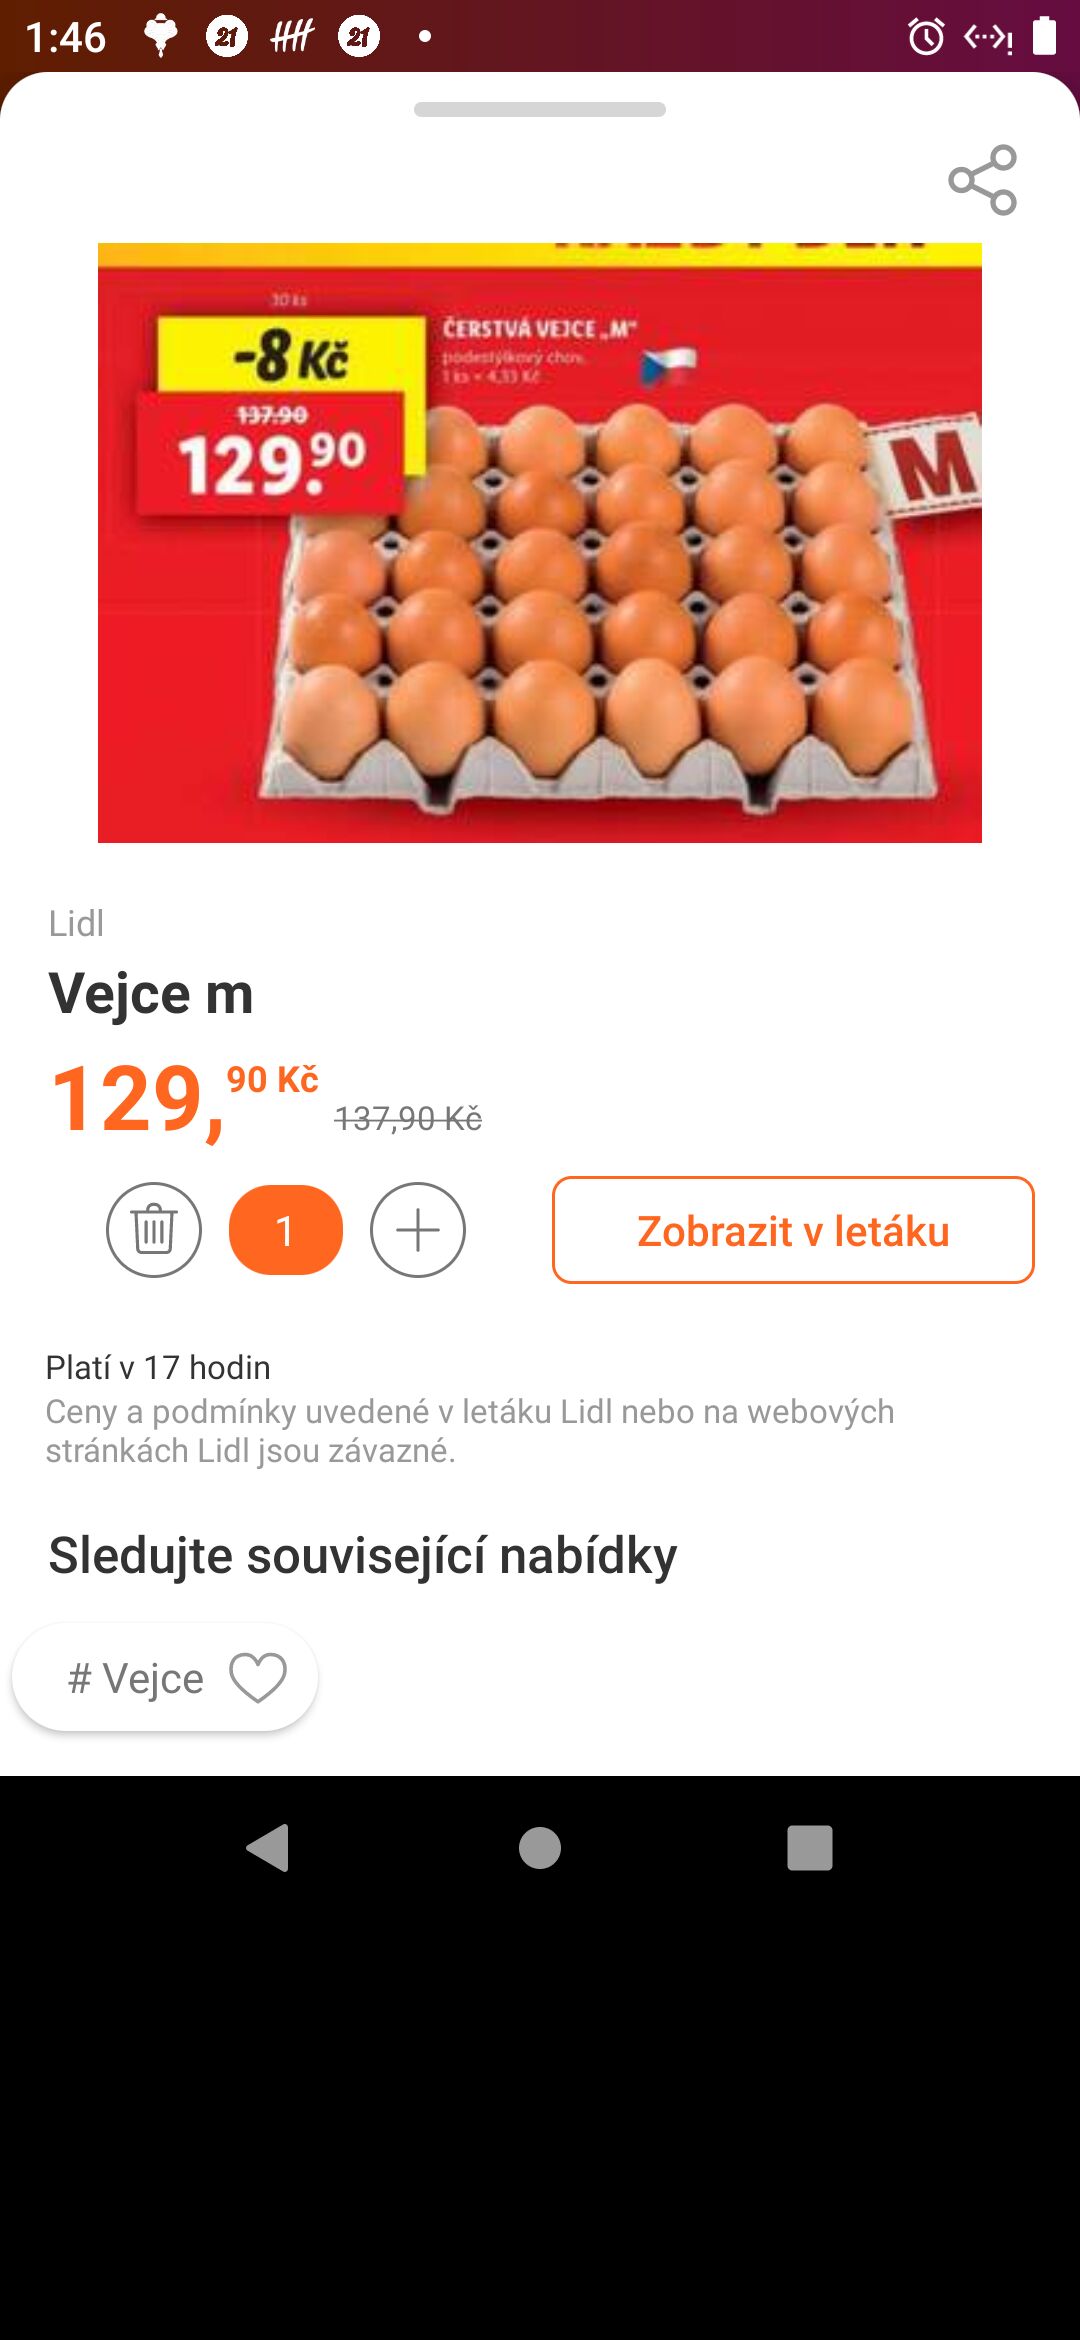 1:46
21
21
30 ks
-8 Kč
137.90
129.90
ČERSTVÁ VEJCE „M“
podestýlkový chov,
1 ks = 4,33 Kč
M
Lidl
Vejce m
129,90 Kč 137,90 Kč
1
Zobrazit v letáku
Platí v 17 hodin
Ceny a podmínky uvedené v letáku Lidl nebo na webových
stránkách Lidl jsou závazné.
Sledujte související nabídky
# Vejce